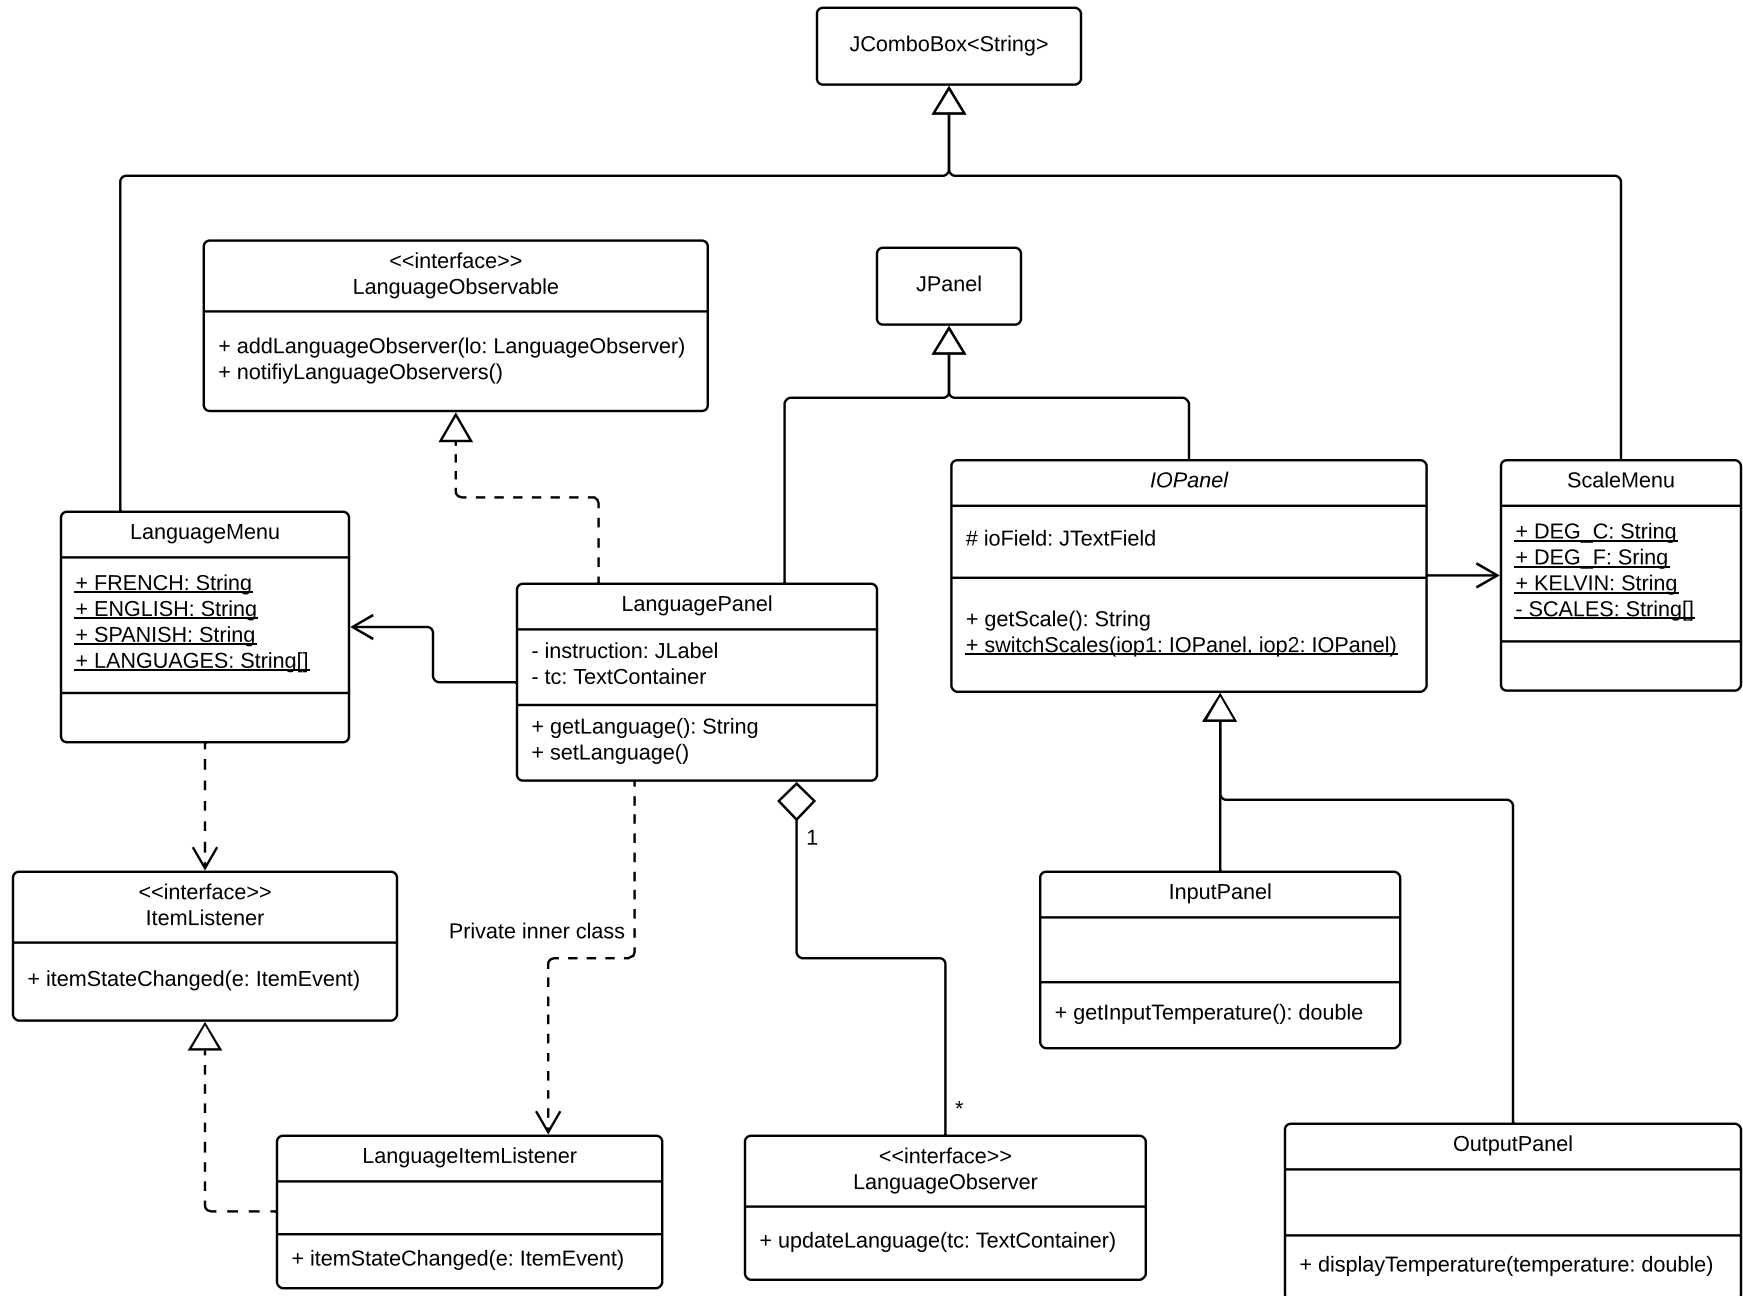 JComboBox<String>
<<interface>>
LanguageObservable
+ addLanguageObserver(lo: LanguageObserver)
+ notifiyLanguageObservers()
JPanel
IOPanel
# ioField: JTextField
+ getScale(): String
+ switchScales(iop1: IOPanel, iop2: IOPanel)
ScaleMenu
+ DEG_C: String
+ DEG_F: Sring
+ KELVIN: String
- SCALES: String[]
LanguageMenu
+ FRENCH: String
+ ENGLISH: String
+ SPANISH: String
+ LANGUAGES: String[]
LanguagePanel
- instruction: JLabel
- tc: TextContainer
+ getLanguage(): String
+ setLanguage()
1
<<interface>>
ItemListener
+ itemStateChanged(e: ItemEvent)
Private inner class
InputPanel
+ getInputTemperature(): double
*
LanguageItemListener
+ itemStateChanged(e: ItemEvent)
<<interface>>
LanguageObserver
+ updateLanguage(tc: TextContainer)
OutputPanel
+ displayTemperature(temperature: double)